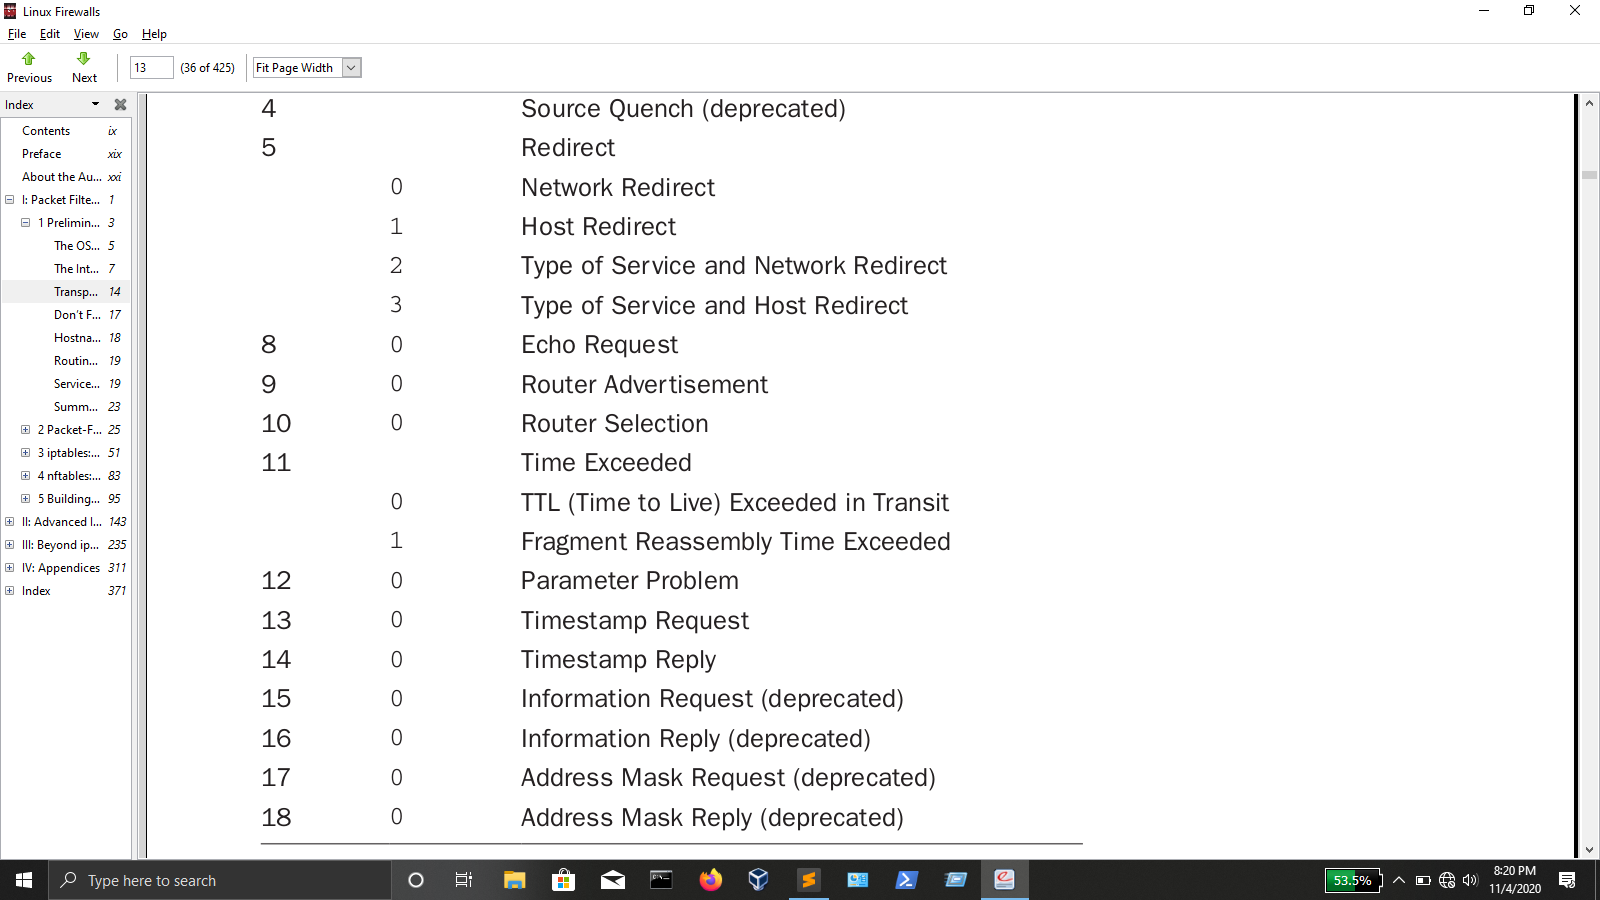 Linux Firewalls
File Edit View Go Help
Previous Next 13 (36 of 425) Fit Page Width
Index
Contents ix
Preface xix
About the Au... xxi
I: Packet Filte... 1
1 Prelimin... 3
The OS... 5
The Int... 7
Transp... 14
Don't F... 17
Hostna... 18
Routin... 19
Service... 19
Summ... 23
2 Packet-F... 25
3 iptables:... 51
4 nftables:... 83
5 Building... 95
II: Advanced I... 143
III: Beyond ip... 235
IV: Appendices 311
Index 371
4 Source Quench (deprecated)
5 Redirect
0 Network Redirect
1 Host Redirect
2 Type of Service and Network Redirect
3 Type of Service and Host Redirect
8 0 Echo Request
9 0 Router Advertisement
10 0 Router Selection
11 Time Exceeded
0 TTL (Time to Live) Exceeded in Transit
1 Fragment Reassembly Time Exceeded
12 0 Parameter Problem
13 0 Timestamp Request
14 0 Timestamp Reply
15 0 Information Request (deprecated)
16 0 Information Reply (deprecated)
17 0 Address Mask Request (deprecated)
18 0 Address Mask Reply (deprecated)
Type here to search
53.5%
8:20 PM
11/4/2020